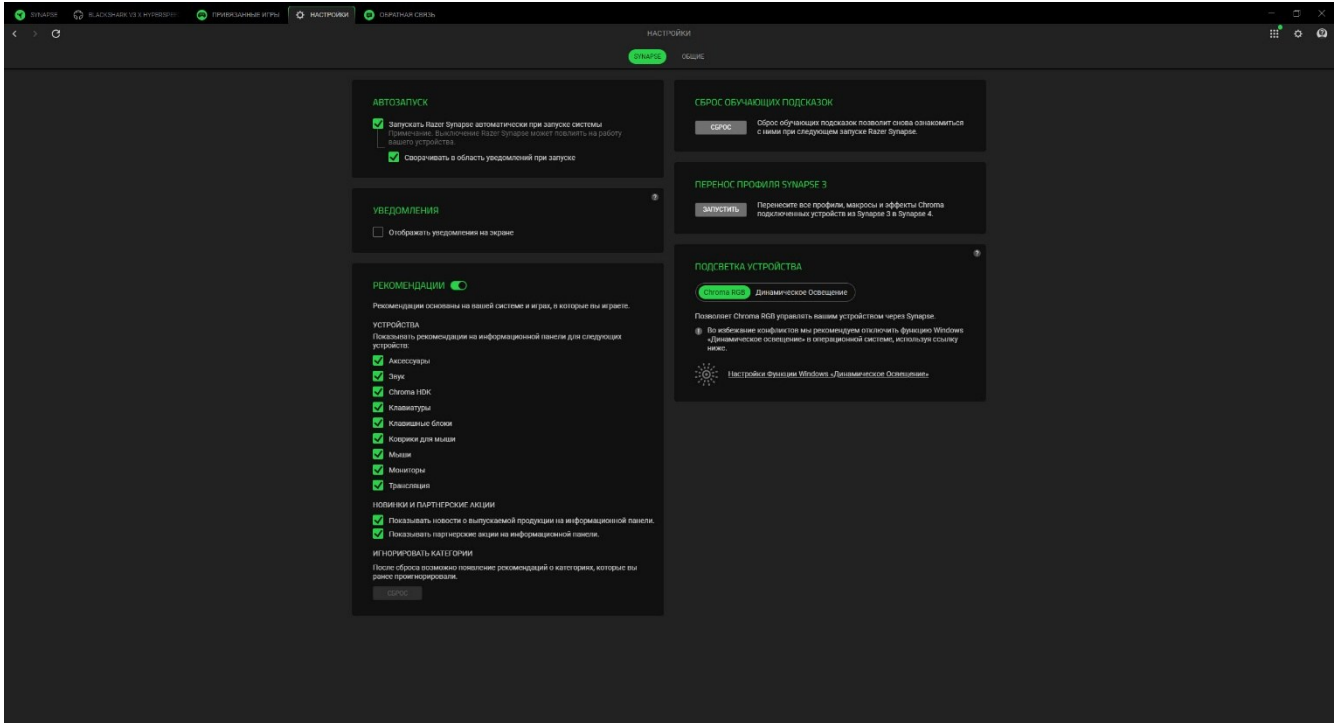 SYNAPSE
BLACKSHARK V3 X HYPERSPE
ПРИВЯЗАННЫЕ ИГРЫ
НАСТРОЙКИ
ОБРАТНАЯ СВЯЗЬ
НАСТРОЙКИ
SYNAPSE
ОБЩИЕ
АВТОЗАПУСК
Запускать Razer Synapse автоматически при запуске системы
Примечание. Выключение Razer Synapse может повлиять на работу
вашего устройства.
Сворачивать в область уведомлений при запуске
УВЕДОМЛЕНИЯ
Отображать уведомления на экране
РЕКОМЕНДАЦИИ
Рекомендации основаны на вашей системе и играх, в которые вы играете.
УСТРОЙСТВА
Показывать рекомендации на информационной панели для следующих
устройств:
Аксессуары
Звук
Chroma HDK
Клавиатуры
Клавишные блоки
Коврики для мыши
Мыши
Мониторы
Трансляция
НОВИНКИ И ПАРТНЕРСКИЕ АКЦИИ
Показывать новости о выпускаемой продукции на информационной панели.
Показывать партнерские акции на информационной панели.
ИГНОРИРОВАТЬ КАТЕГОРИИ
После сброса возможно появление рекомендаций о категориях, которые вы
ранее проигнорировали.
СБРОС
СБРОС ОБУЧАЮЩИХ ПОДСКАЗОК
СБРОС
Сброс обучающих подсказок позволит снова ознакомиться
с ними при следующем запуске Razer Synapse.
ПЕРЕНОС ПРОФИЛЯ SYNAPSE 3
ЗАПУСТИТЬ
Перенесите все профили, макросы и эффекты Chroma
подключенных устройств из Synapse 3 в Synapse 4.
ПОДСВЕТКА УСТРОЙСТВА
Chroma RGB
Динамическое Освещение
Позволяет Chroma RGB управлять вашим устройством через Synapse.
Во избежание конфликтов мы рекомендуем отключить функцию Windows
«Динамическое освещение» в операционной системе, используя ссылку
ниже.
Настройки Функции Windows «Динамическое Освещение»